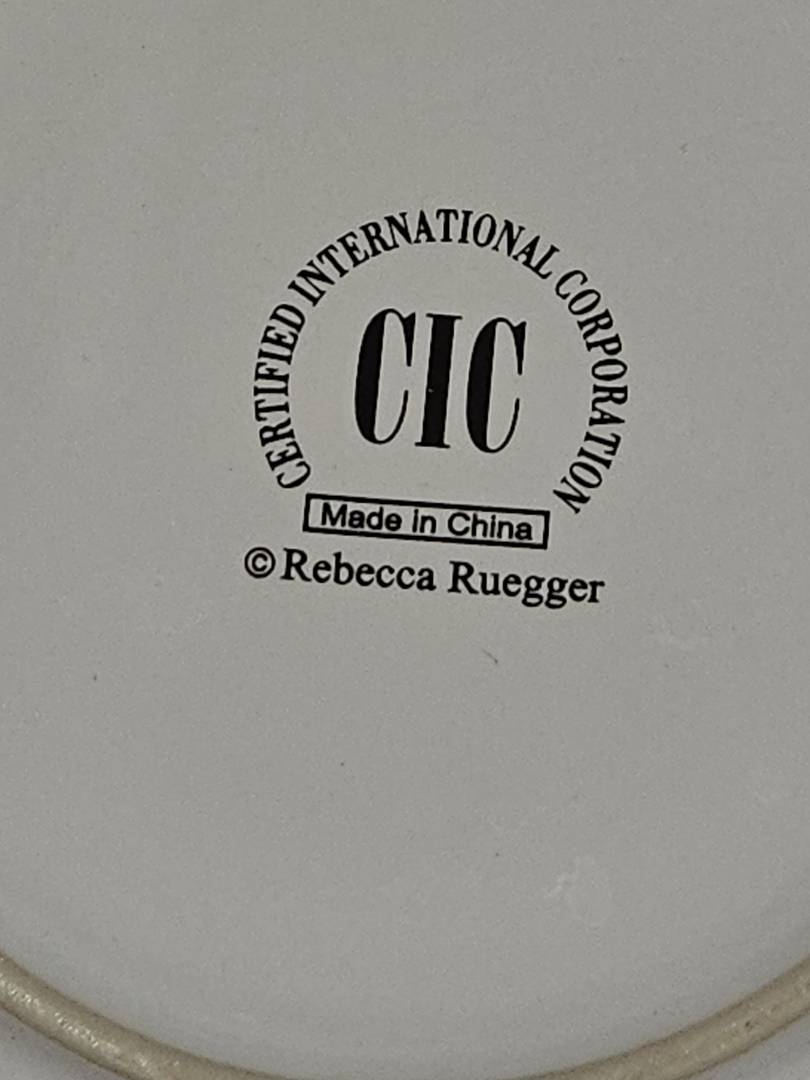 CERTIFIED INTERNATIONAL CORPORATION
CIC
Made in China
©Rebecca Ruegger